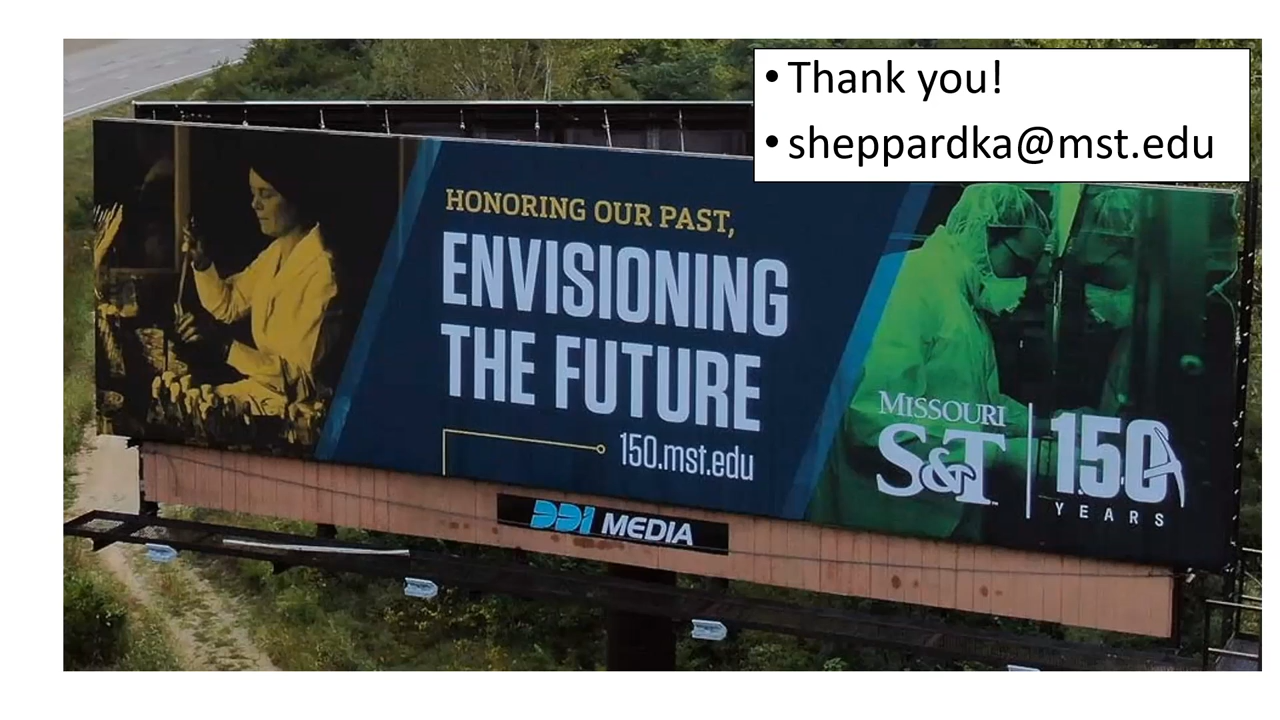 • Thank you!
• sheppardka@mst.edu
HONORING OUR PAST,
ENVISIONING
THE FUTURE
150.mst.edu
MISSOURI
S&T
150
YEARS
DDI MEDIA